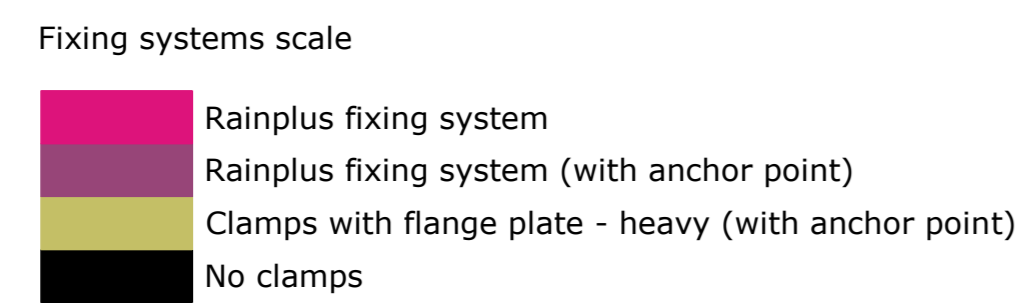 Fixing systems scale
Rainplus fixing system
Rainplus fixing system (with anchor point)
Clamps with flange plate - heavy (with anchor point)
No clamps